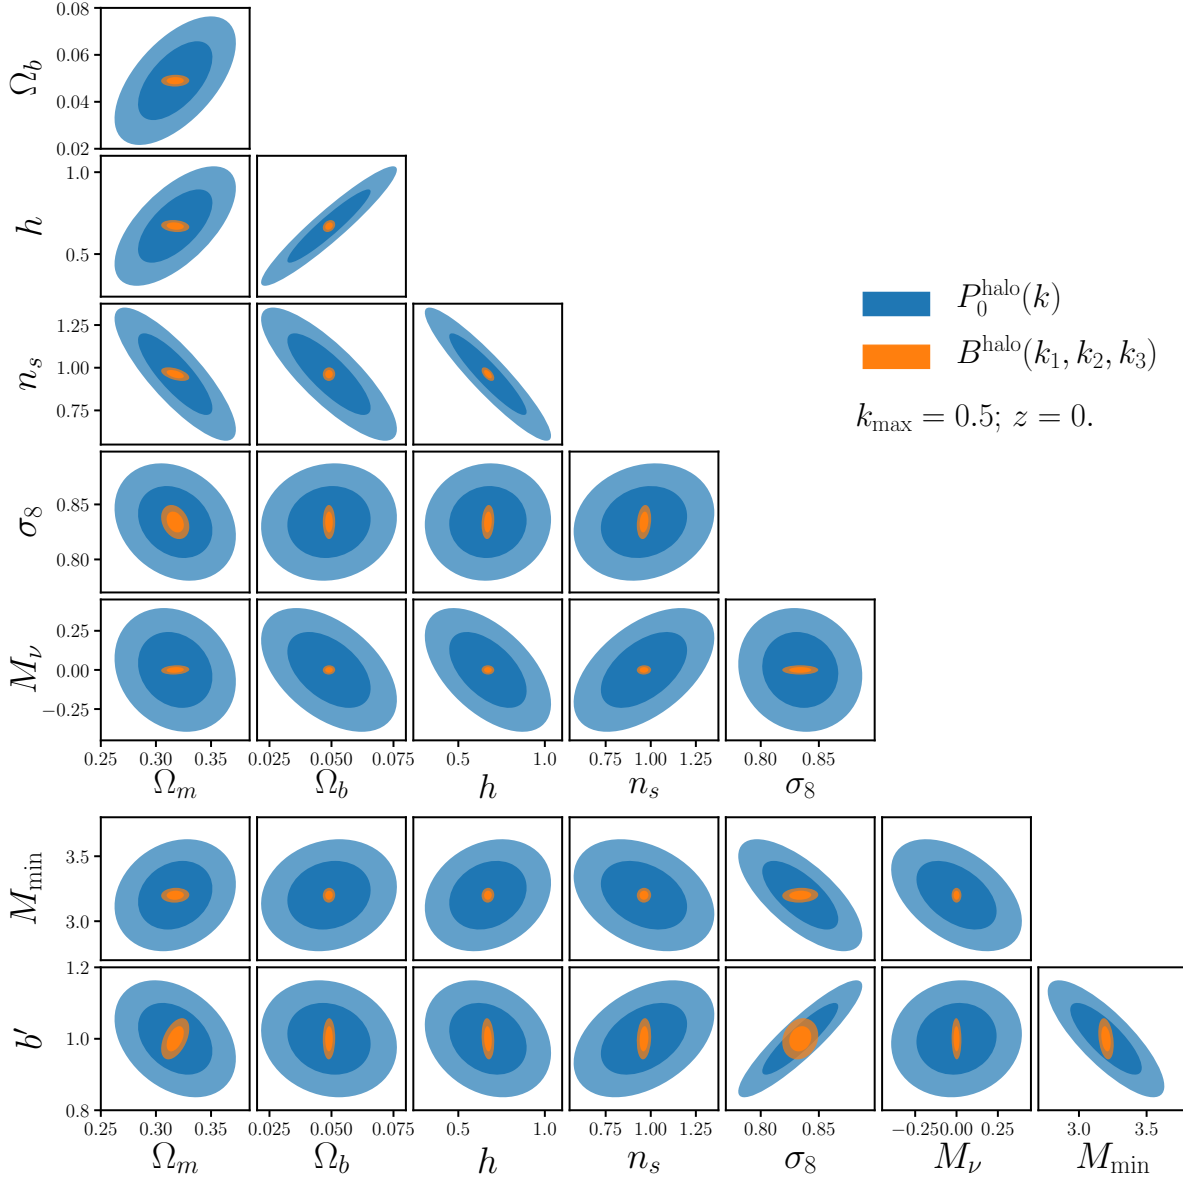 0.08
0.06
0.04
0.02
Ω_b
1.0
0.5
h
P_0^halo(k)
B^halo(k_1, k_2, k_3)
k_max = 0.5; z = 0.
1.25
1.00
0.75
n_s
0.85
0.80
σ_8
0.25
0.00
−0.25
M_ν
0.25 0.30 0.35 0.025 0.050 0.075 0.5 1.0 0.75 1.00 1.25 0.80 0.85
Ω_m Ω_b h n_s σ_8
3.5
3.0
M_min
1.2
1.0
0.8
b′
0.25 0.30 0.35 0.025 0.050 0.075 0.5 1.0 0.75 1.00 1.25 0.80 0.85 −0.25 0.00 0.25 3.0 3.5
Ω_m Ω_b h n_s σ_8 M_ν M_min